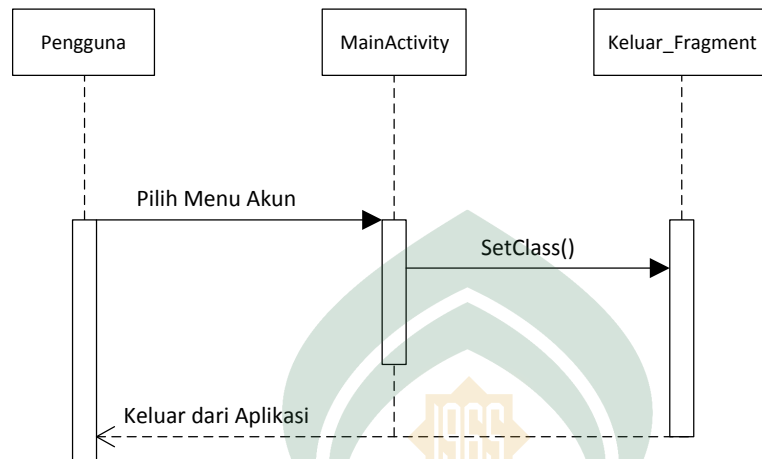 Pengguna
MainActivity
Keluar_Fragment
Pilih Menu Akun
SetClass()
Keluar dari Aplikasi